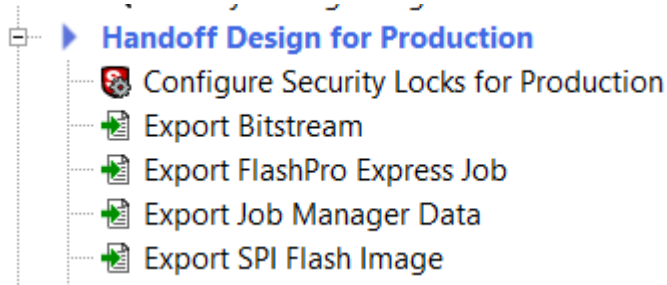 Handoff Design for Production
Configure Security Locks for Production
Export Bitstream
Export FlashPro Express Job
Export Job Manager Data
Export SPI Flash Image